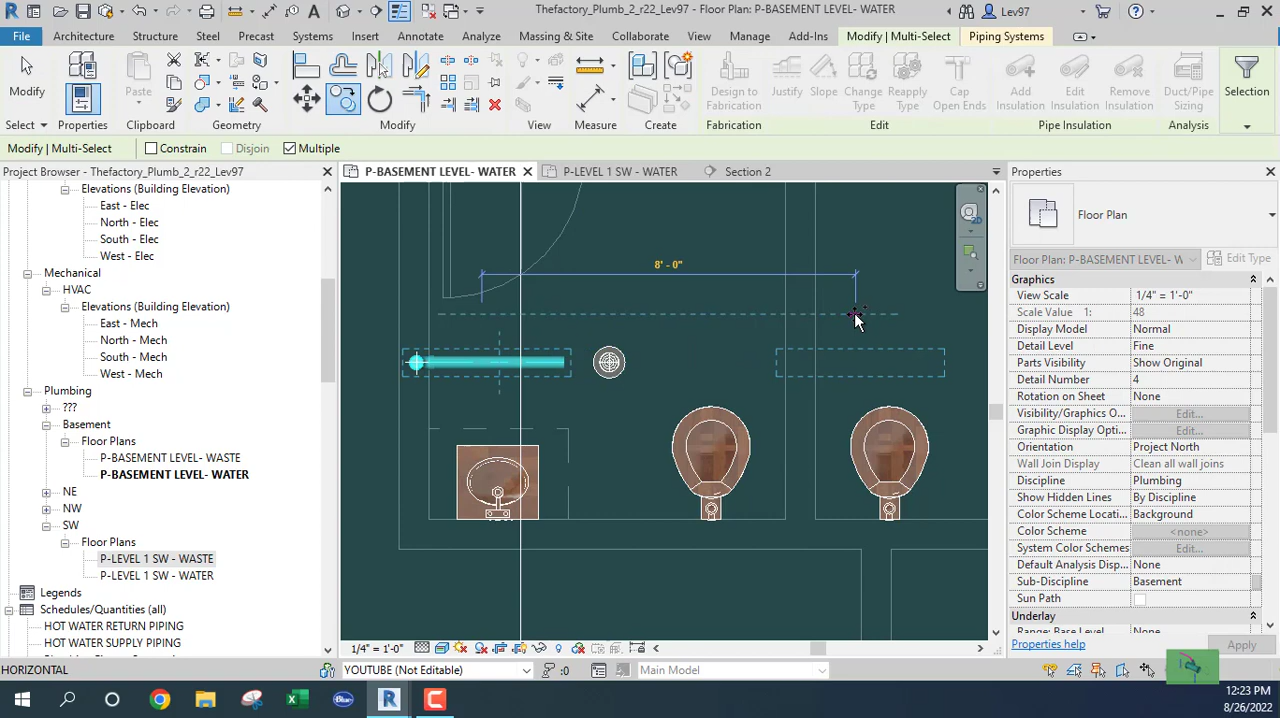 Thefactory_Plumb_2_r22_Lev97 - Floor Plan: P-BASEMENT LEVEL- WATER
Lev97
File Architecture Structure Steel Precast Systems Insert Annotate Analyze Massing & Site Collaborate View Manage Add-Ins Modify | Multi-Select Piping Systems
Modify
Paste
Design to Fabrication
Justify
Slope
Change Type
Reapply Type
Cap Open Ends
Add Insulation
Edit Insulation
Remove Insulation
Duct/Pipe Sizing
Selection
Select Properties Clipboard Geometry Modify View Measure Create Fabrication Edit Pipe Insulation Analysis
Modify | Multi-Select Constrain Disjoin Multiple
Project Browser - Thefactory_Plumb_2_r22_Lev97
Elevations (Building Elevation)
East - Elec
North - Elec
South - Elec
West - Elec
Mechanical
HVAC
Elevations (Building Elevation)
East - Mech
North - Mech
South - Mech
West - Mech
Plumbing
???
Basement
Floor Plans
P-BASEMENT LEVEL- WASTE
P-BASEMENT LEVEL- WATER
NE
NW
SW
Floor Plans
P-LEVEL 1 SW - WASTE
P-LEVEL 1 SW - WATER
Legends
Schedules/Quantities (all)
HOT WATER RETURN PIPING
HOT WATER SUPPLY PIPING
P-BASEMENT LEVEL- WATER P-LEVEL 1 SW - WATER Section 2
8' - 0"
1/4" = 1'-0"
Properties
Floor Plan
Floor Plan: P-BASEMENT LEVEL- W Edit Type
Graphics
View Scale 1/4" = 1'-0"
Scale Value 1: 48
Display Model Normal
Detail Level Fine
Parts Visibility Show Original
Detail Number 4
Rotation on Sheet None
Visibility/Graphics O... Edit...
Graphic Display Opti... Edit...
Orientation Project North
Wall Join Display Clean all wall joins
Discipline Plumbing
Show Hidden Lines By Discipline
Color Scheme Locati... Background
Color Scheme <none>
System Color Schemes Edit...
Default Analysis Disp... None
Sub-Discipline Basement
Sun Path
Underlay
Range: Base Level None
Properties help Apply
HORIZONTAL YOUTUBE (Not Editable) :0 Main Model
12:23 PM
8/26/2022